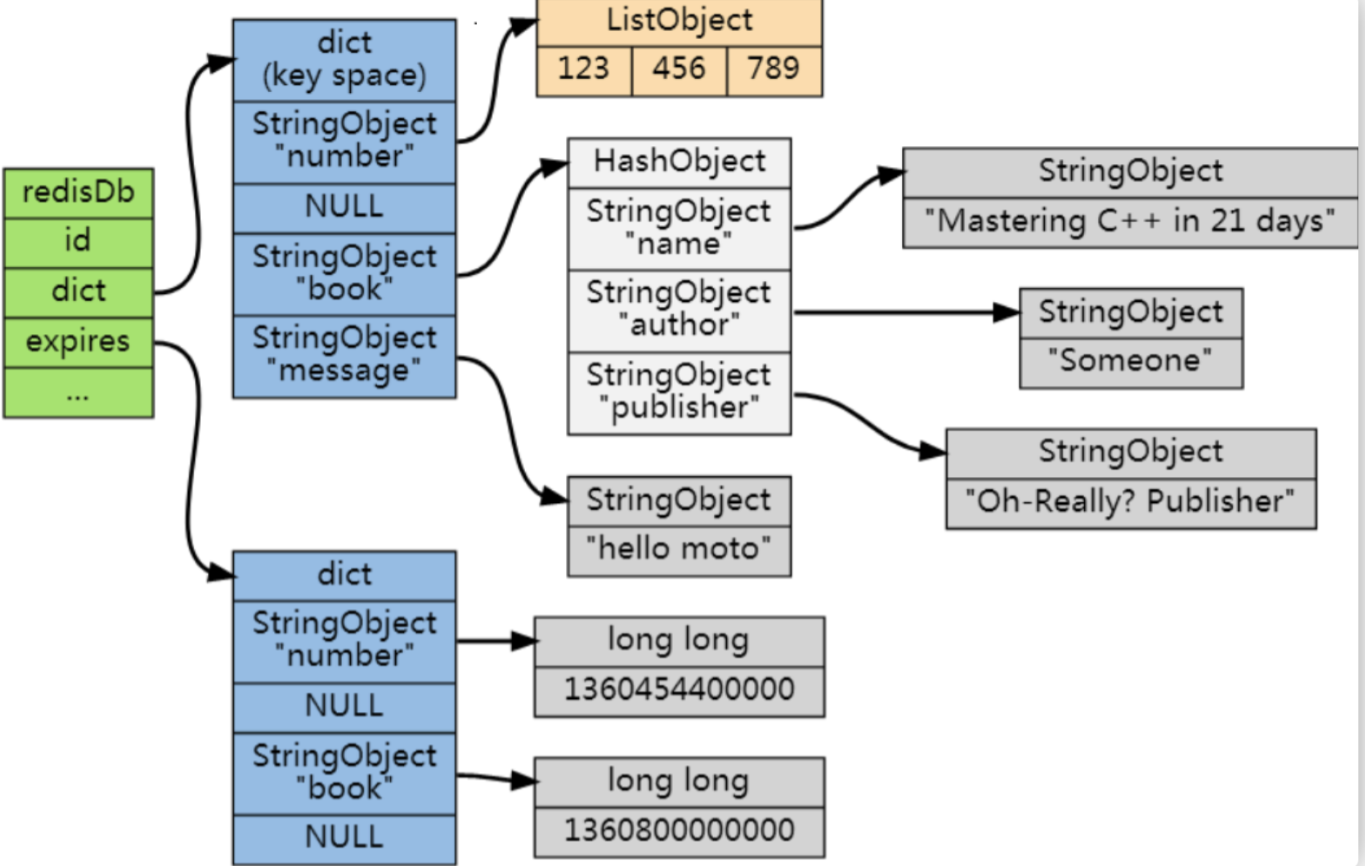 redisDb
id
dict
expires
...
dict
(key space)
StringObject
"number"
NULL
StringObject
"book"
StringObject
"message"
ListObject
123 456 789
HashObject
StringObject
"name"
StringObject
"author"
StringObject
"publisher"
StringObject
"Mastering C++ in 21 days"
StringObject
"Someone"
StringObject
"Oh-Really? Publisher"
StringObject
"hello moto"
dict
StringObject
"number"
NULL
StringObject
"book"
NULL
long long
1360454400000
long long
1360800000000